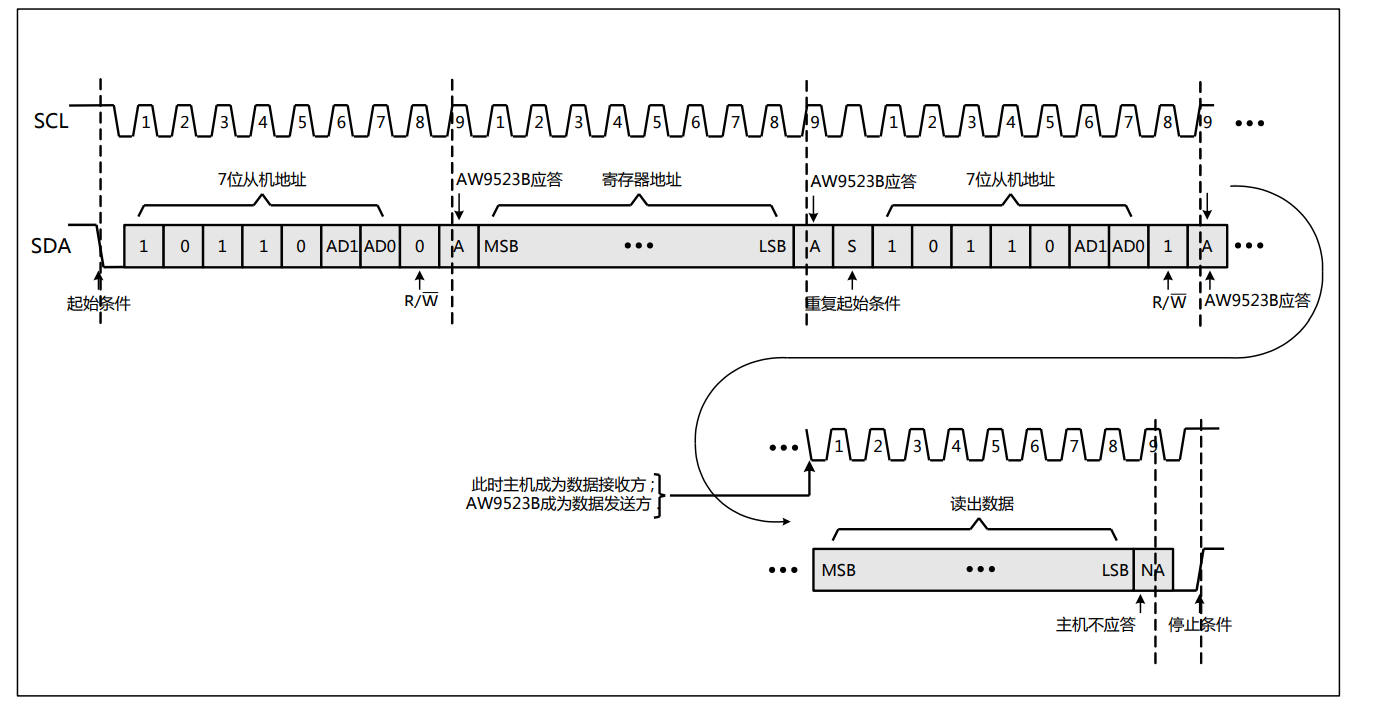 SCL 1 2 3 4 5 6 7 8 9 1 2 3 4 5 6 7 8 9 1 2 3 4 5 6 7 8 9 •••
7位从机地址 AW9523B应答 寄存器地址 AW9523B应答 7位从机地址
SDA 1 0 1 1 0 AD1 AD0 0 A MSB ••• LSB A S 1 0 1 1 0 AD1 AD0 1 A •••
起始条件 R/W̅ 重复起始条件 R/W̅ AW9523B应答
••• 1 2 3 4 5 6 7 8 9
此时主机成为数据接收方;
AW9523B成为数据发送方
读出数据
••• MSB ••• LSB NA
主机不应答 停止条件